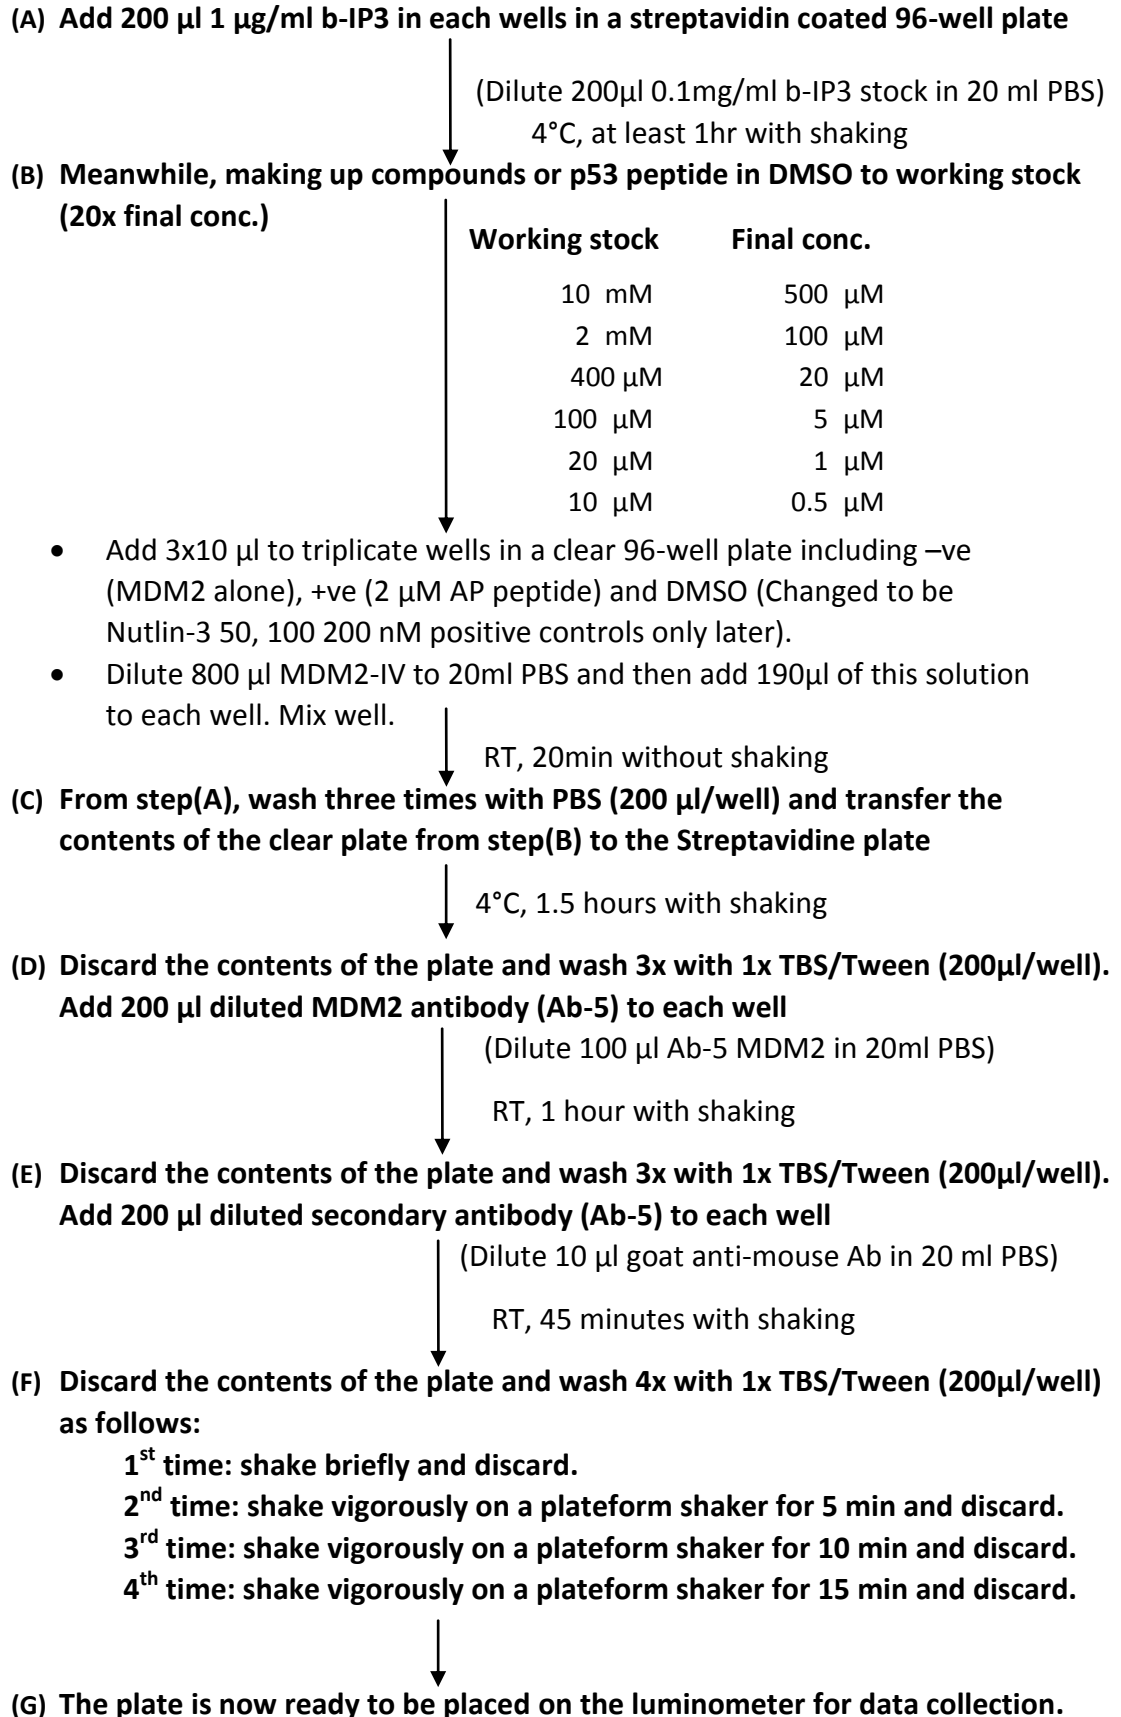 (A) Add 200 µl 1 µg/ml b-IP3 in each wells in a streptavidin coated 96-well plate
(Dilute 200µl 0.1mg/ml b-IP3 stock in 20 ml PBS)
4°C, at least 1hr with shaking
(B) Meanwhile, making up compounds or p53 peptide in DMSO to working stock
(20x final conc.)
Working stock Final conc.
10 mM 500 µM
2 mM 100 µM
400 µM 20 µM
100 µM 5 µM
20 µM 1 µM
10 µM 0.5 µM
• Add 3x10 µl to triplicate wells in a clear 96-well plate including –ve
(MDM2 alone), +ve (2 µM AP peptide) and DMSO (Changed to be
Nutlin-3 50, 100 200 nM positive controls only later).
• Dilute 800 µl MDM2-IV to 20ml PBS and then add 190µl of this solution
to each well. Mix well.
RT, 20min without shaking
(C) From step(A), wash three times with PBS (200 µl/well) and transfer the
contents of the clear plate from step(B) to the Streptavidine plate
4°C, 1.5 hours with shaking
(D) Discard the contents of the plate and wash 3x with 1x TBS/Tween (200µl/well).
Add 200 µl diluted MDM2 antibody (Ab-5) to each well
(Dilute 100 µl Ab-5 MDM2 in 20ml PBS)
RT, 1 hour with shaking
(E) Discard the contents of the plate and wash 3x with 1x TBS/Tween (200µl/well).
Add 200 µl diluted secondary antibody (Ab-5) to each well
(Dilute 10 µl goat anti-mouse Ab in 20 ml PBS)
RT, 45 minutes with shaking
(F) Discard the contents of the plate and wash 4x with 1x TBS/Tween (200µl/well)
as follows:
1st time: shake briefly and discard.
2nd time: shake vigorously on a plateform shaker for 5 min and discard.
3rd time: shake vigorously on a plateform shaker for 10 min and discard.
4th time: shake vigorously on a plateform shaker for 15 min and discard.
(G) The plate is now ready to be placed on the luminometer for data collection.